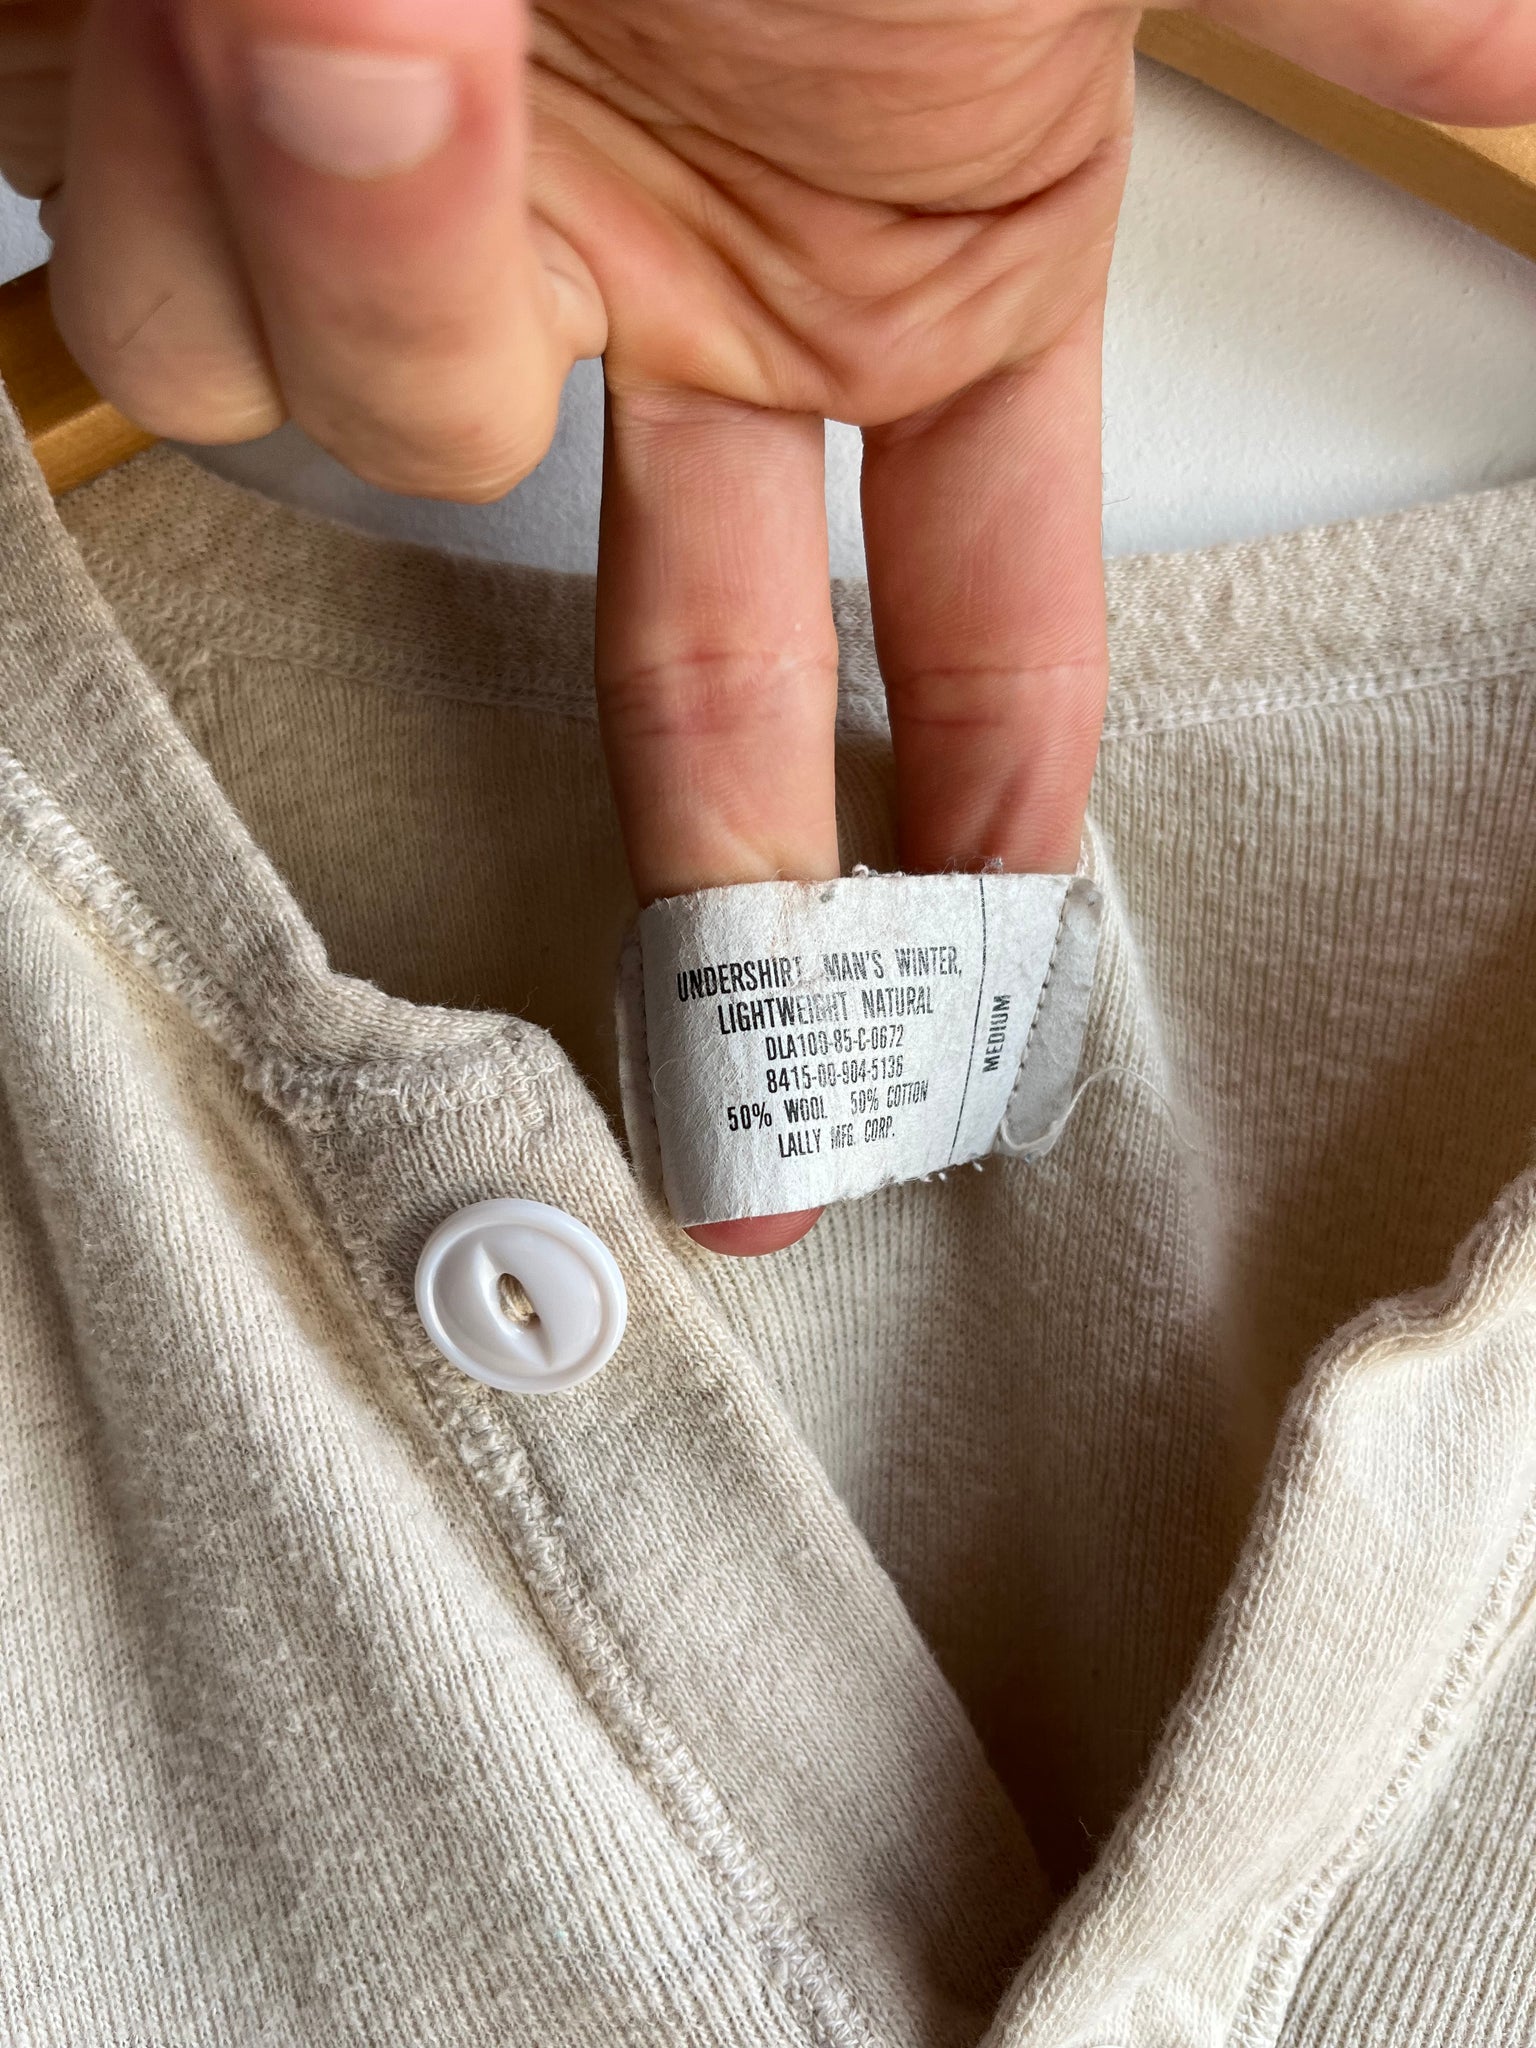 UNDERSHIRT, MAN'S WINTER,
LIGHTWEIGHT NATURAL
DLA100-85-C-0672
8415-00-904-5136
50% WOOL 50% COTTON
LALLY MFG. CORP.
MEDIUM